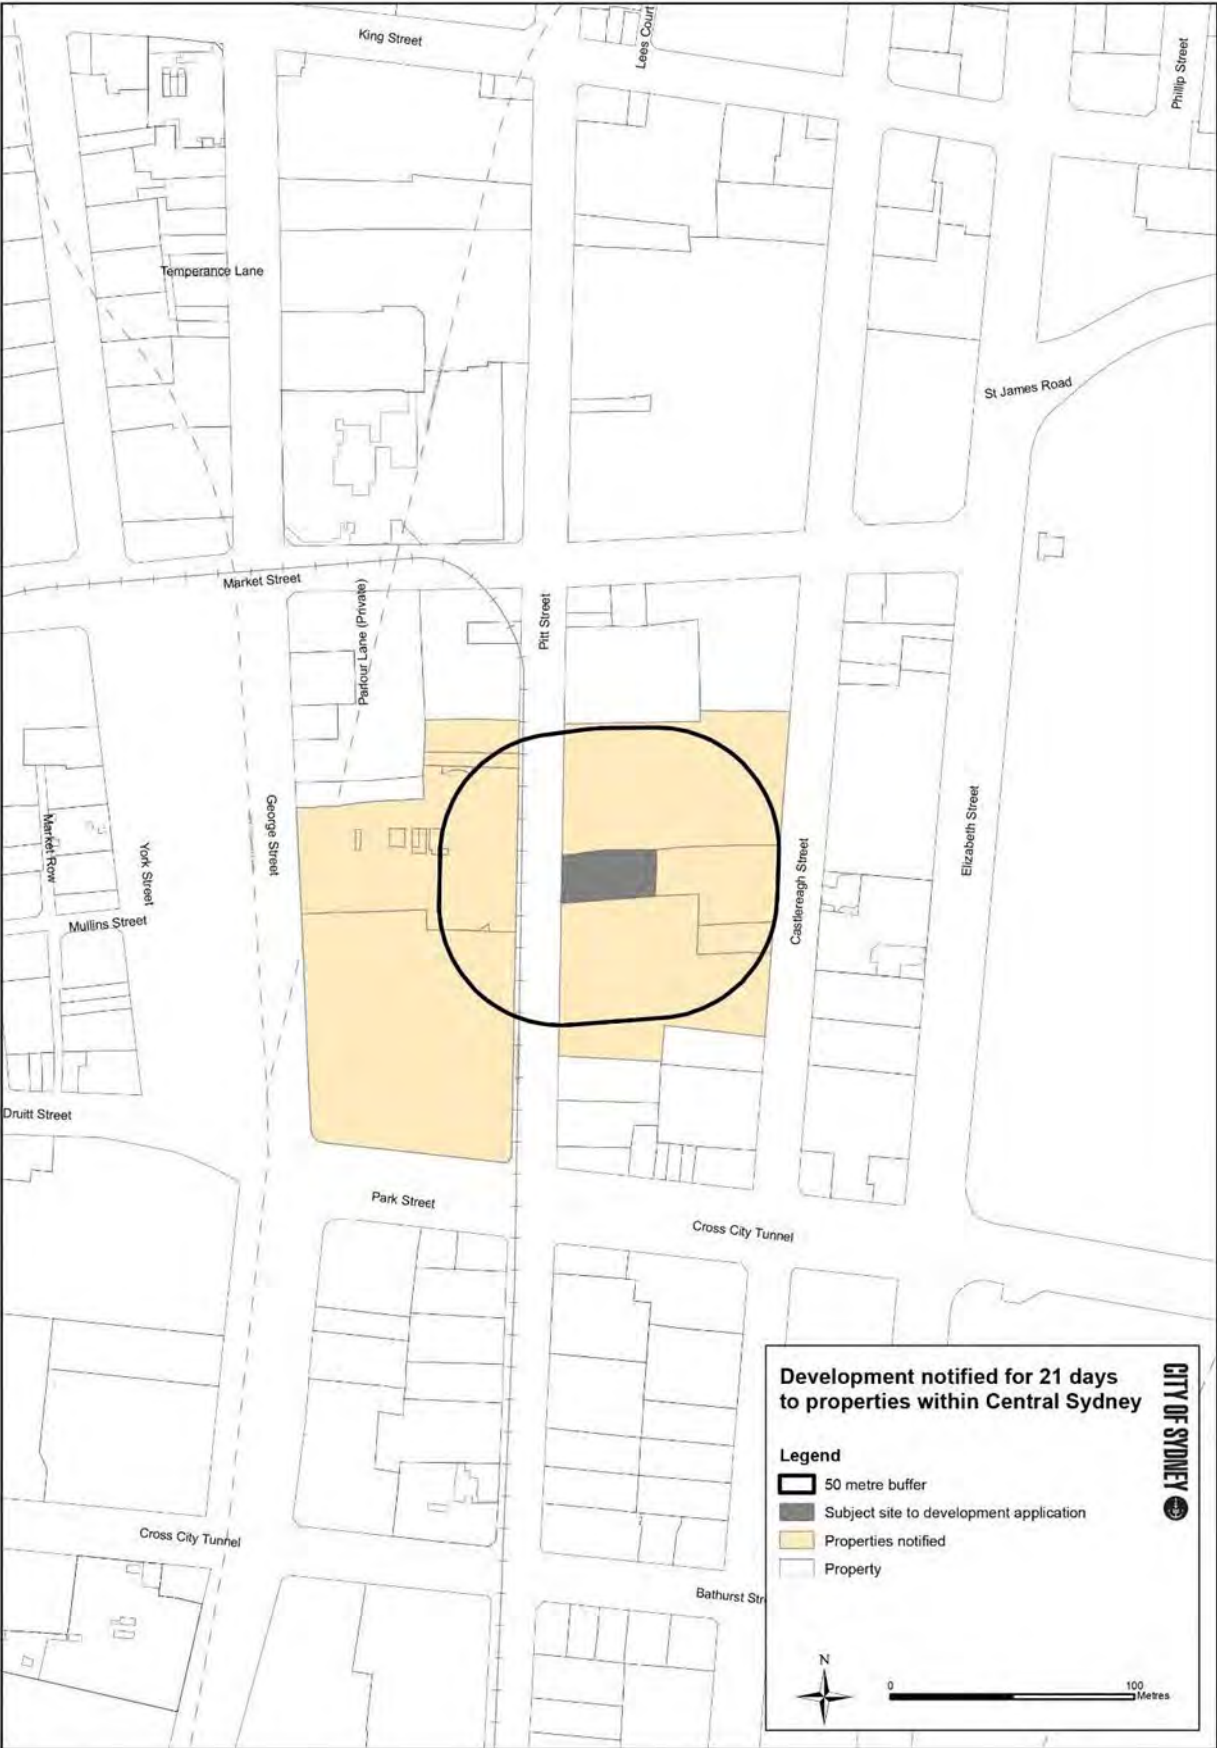 King Street
Lees Court
Phillip Street
Temperance Lane
St James Road
Market Street
Parlour Lane (Private)
Pitt Street
George Street
Castlereagh Street
Elizabeth Street
Market Row
York Street
Mullins Street
Druitt Street
Park Street
Cross City Tunnel
Cross City Tunnel
Bathurst Str
Development notified for 21 days
to properties within Central Sydney
CITY OF SYDNEY
Legend
50 metre buffer
Subject site to development application
Properties notified
Property
N
0 100
Metres